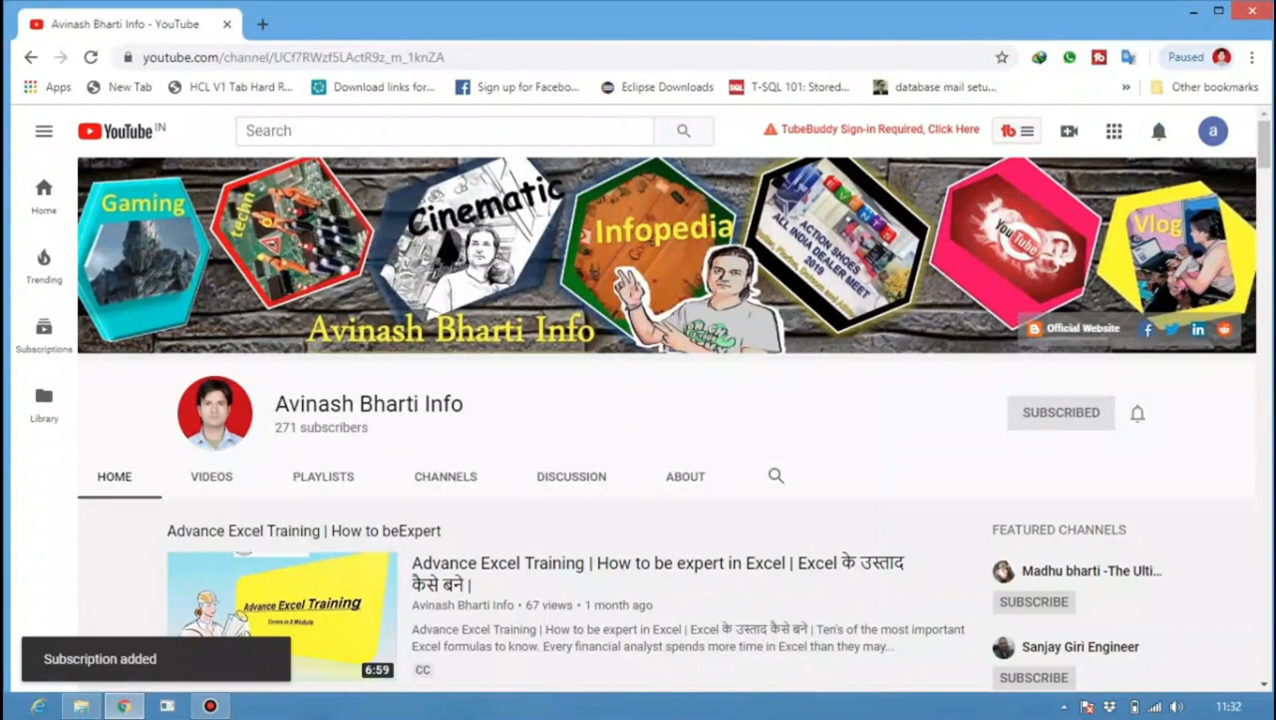 Avinash Bharti Info - YouTube
youtube.com/channel/UCf7RWzf5LActR9z_m_1knZA
Paused
Apps
New Tab
HCL V1 Tab Hard R...
Download links for...
Sign up for Facebo...
Eclipse Downloads
T-SQL 101: Stored...
database mail setu...
»
Other bookmarks
YouTube IN
Search
TubeBuddy Sign-in Required, Click Here
a
Home
Trending
Subscriptions
Library
Gaming
techn
Cinematic
Infopedia
EVENTS
ACTION SHOES
ALL INDIA DEALER MEET
2019
YouTube
Vlog
Avinash Bharti Info
Official Website
Avinash Bharti Info
271 subscribers
SUBSCRIBED
HOME
VIDEOS
PLAYLISTS
CHANNELS
DISCUSSION
ABOUT
Advance Excel Training | How to beExpert
Advance Excel Training
6:59
Advance Excel Training | How to be expert in Excel | Excel के उस्ताद
कैसे बने |
Avinash Bharti Info • 67 views • 1 month ago
Advance Excel Training | How to be expert in Excel | Excel के उस्ताद कैसे बने | Ten's of the most important
Excel formulas to know. Every financial analyst spends more time in Excel than they may...
CC
FEATURED CHANNELS
Madhu bharti -The Ulti...
SUBSCRIBE
Sanjay Giri Engineer
SUBSCRIBE
Subscription added
11:32